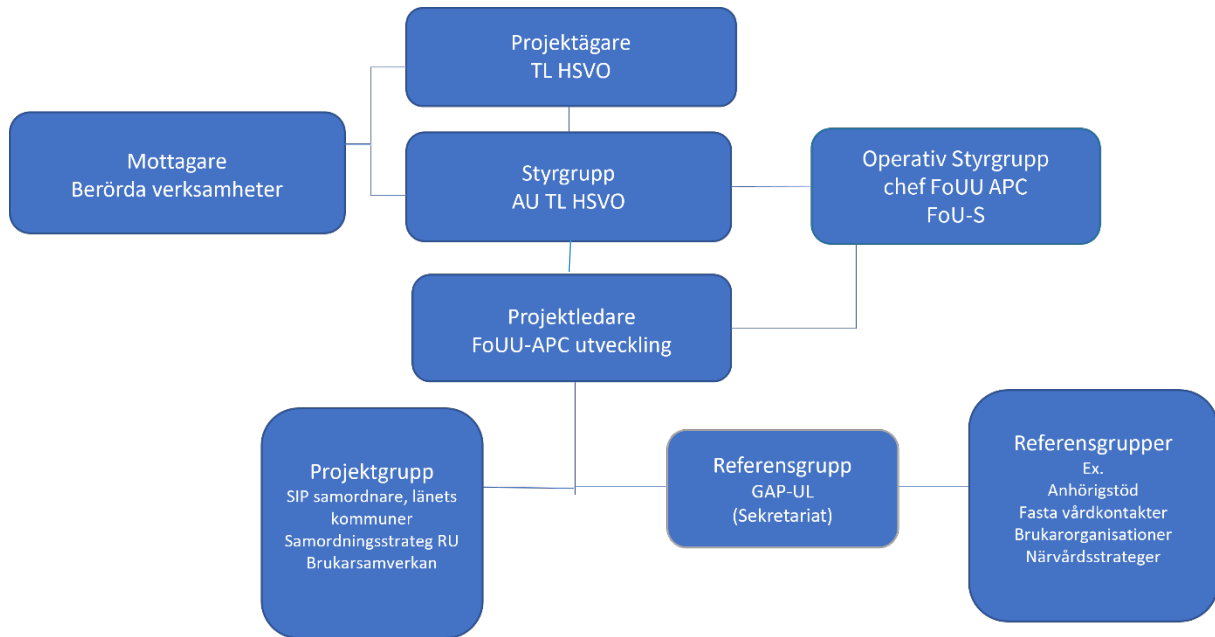 Projektägare
TL HSVO
Mottagare
Berörda verksamheter
Styrgrupp
AU TL HSVO
Operativ Styrgrupp
chef FoUU APC
FoU-S
Projektledare
FoUU-APC utveckling
Projektgrupp
SIP samordnare, länets
kommuner
Samordningsstrateg RU
Brukarsamverkan
Referensgrupp
GAP-UL
(Sekretariat)
Referensgrupper
Ex.
Anhörigstöd
Fasta vårdkontakter
Brukarorganisationer
Närvårdsstrateger